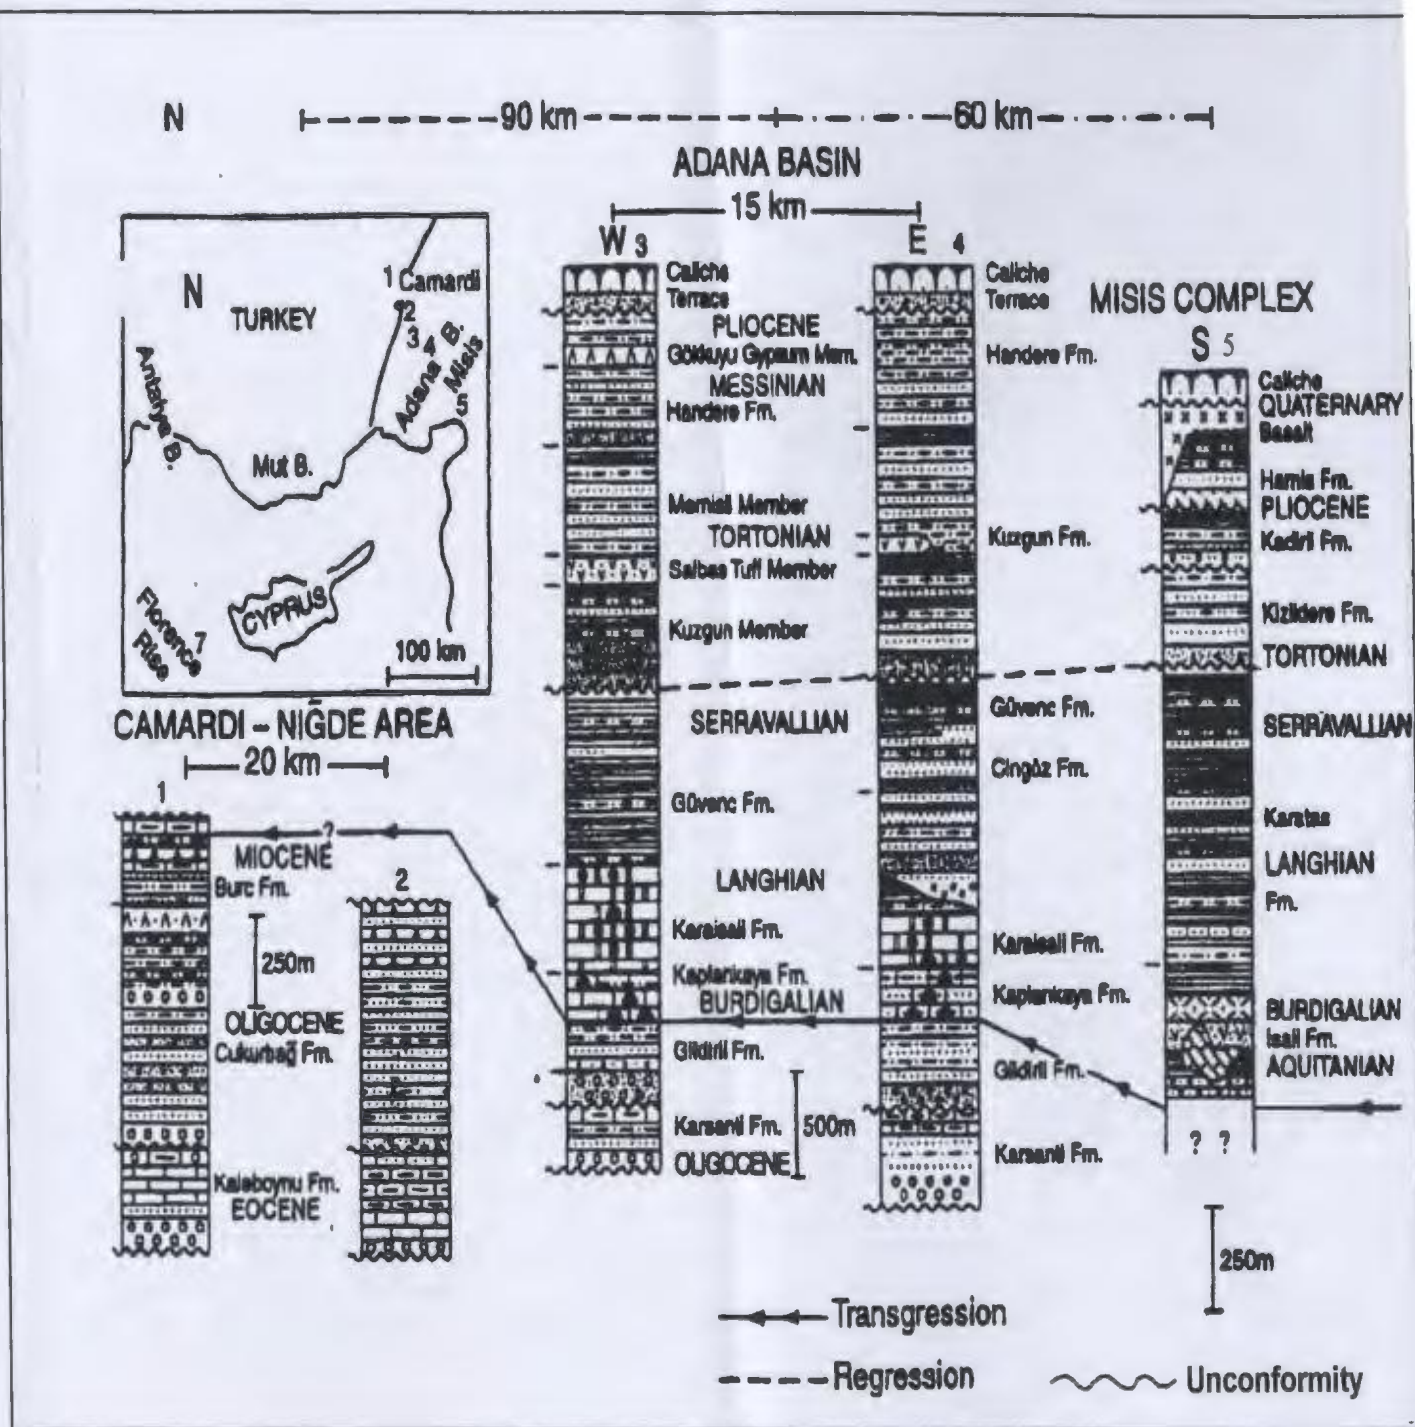 N
90 km
60 km
ADANA BASIN
15 km
W 3
E 4
N
TURKEY
1 Camardi
2
3
4
Adana B.
Misis
5
Antalya B.
Mut B.
CYPRUS
Florence Rise
7
100 km
CAMARDI – NIĞDE AREA
20 km
1
?
MIOCENE
Burc Fm.
250m
OLIGOCENE
Cukurbağ Fm.
Kaleboynu Fm.
EOCENE
2
Caliche
Terrace
PLIOCENE
Gökkuyu Gypsum Mem.
MESSINIAN
Handere Fm.
Memisli Member
TORTONIAN
Salbas Tuff Member
Kuzgun Member
SERRAVALLIAN
Güvenc Fm.
LANGHIAN
Karaisali Fm.
Kaplankaya Fm.
BURDIGALIAN
Gildirli Fm.
Karsanti Fm.
OLIGOCENE
500m
Caliche
Terrace
Handere Fm.
Kuzgun Fm.
Güvenc Fm.
Cingöz Fm.
Karaisali Fm.
Kaplankaya Fm.
Gildirli Fm.
Karsanti Fm.
MISIS COMPLEX
S 5
Caliche
QUATERNARY
Basalt
Hamis Fm.
PLIOCENE
Kadirli Fm.
Kizildere Fm.
TORTONIAN
SERRAVALLIAN
Karatas
LANGHIAN
Fm.
BURDIGALIAN
Isali Fm.
AQUITANIAN
? ?
250m
Transgression
Regression
Unconformity